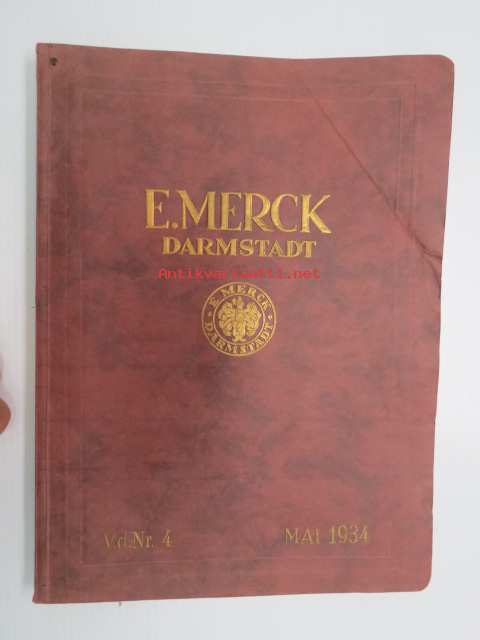 E. MERCK
DARMSTADT
Antikvariaatti.net
E. MERCK
DARMSTADT
V.d.Nr. 4
MAI 1934